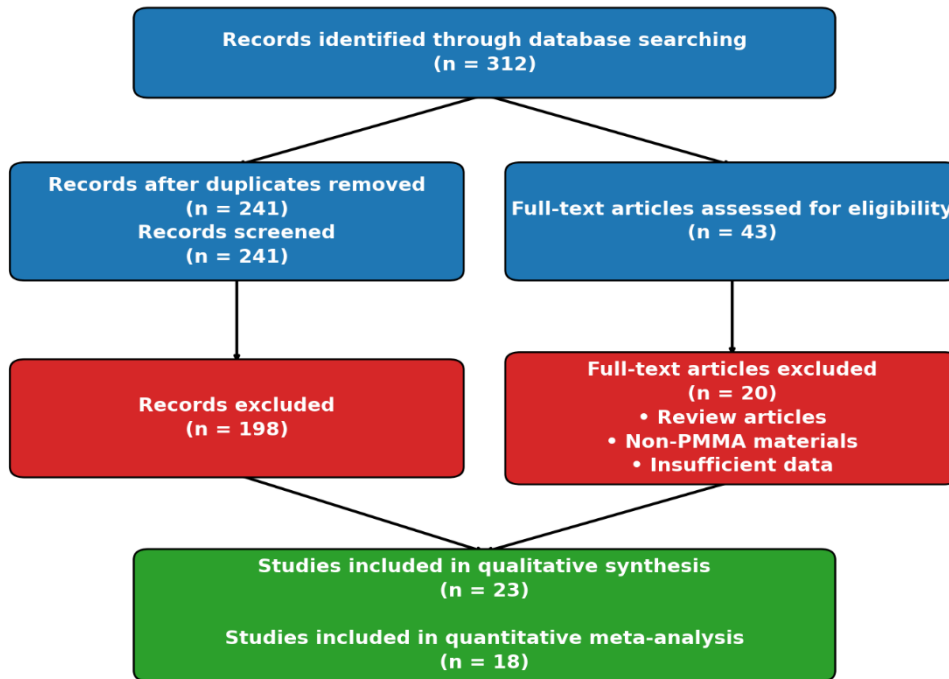 Records identified through database searching
(n = 312)
Records after duplicates removed
(n = 241)
Records screened
(n = 241)
Full-text articles assessed for eligibility
(n = 43)
Records excluded
(n = 198)
Full-text articles excluded
(n = 20)
• Review articles
• Non-PMMA materials
• Insufficient data
Studies included in qualitative synthesis
(n = 23)
Studies included in quantitative meta-analysis
(n = 18)